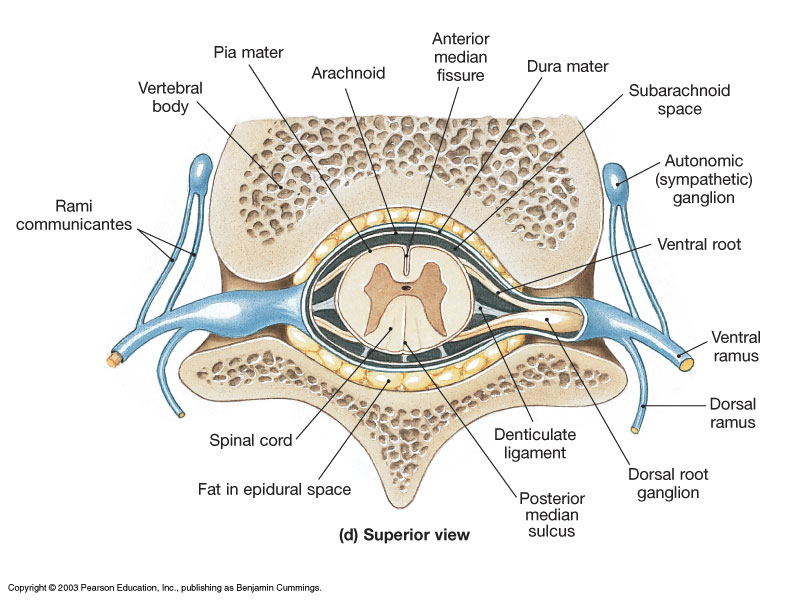 Pia mater
Arachnoid
Anterior
median
fissure
Dura mater
Vertebral
body
Subarachnoid
space
Autonomic
(sympathetic)
ganglion
Rami
communicantes
Ventral root
Ventral
ramus
Dorsal
ramus
Spinal cord
Denticulate
ligament
Dorsal root
ganglion
Fat in epidural space
Posterior
median
sulcus
(d) Superior view
Copyright © 2003 Pearson Education, Inc., publishing as Benjamin Cummings.